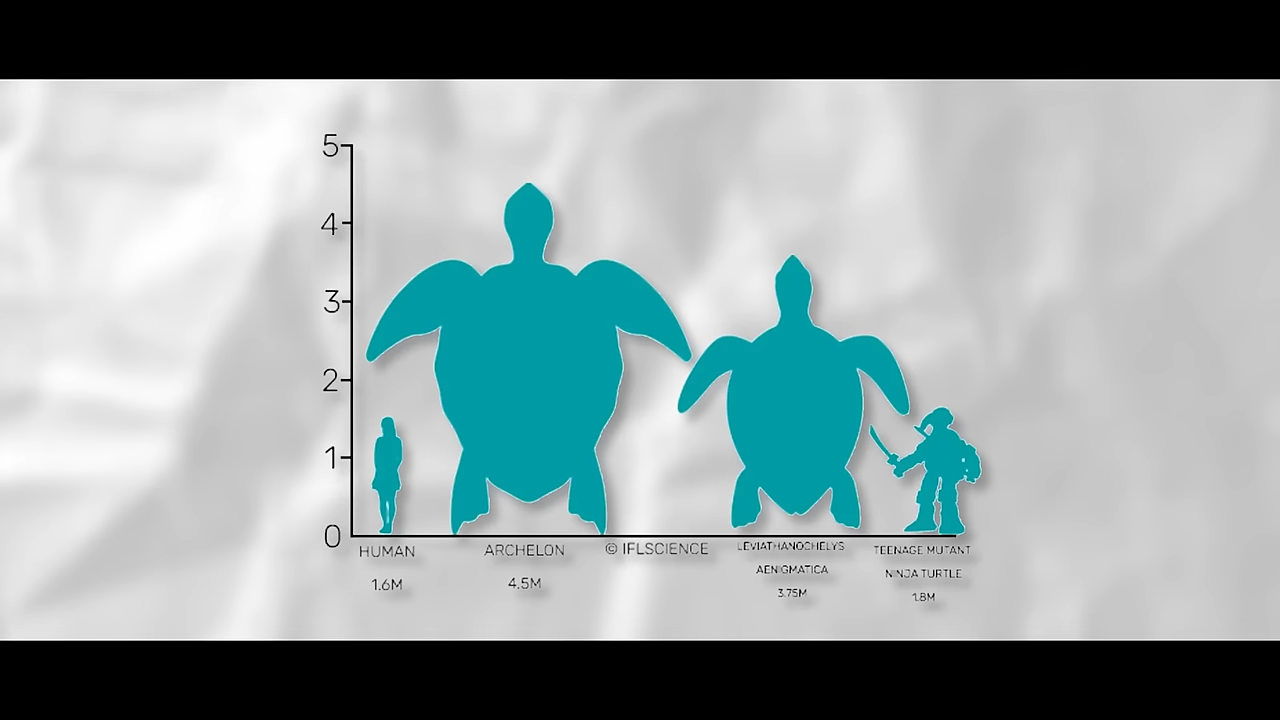 5
4
3
2
1
0
HUMAN
1.6M
ARCHELON
4.5M
© IFLSCIENCE
LEVIATHANOCHELYS
AENIGMATICA
3.75M
TEENAGE MUTANT
NINJA TURTLE
1.8M